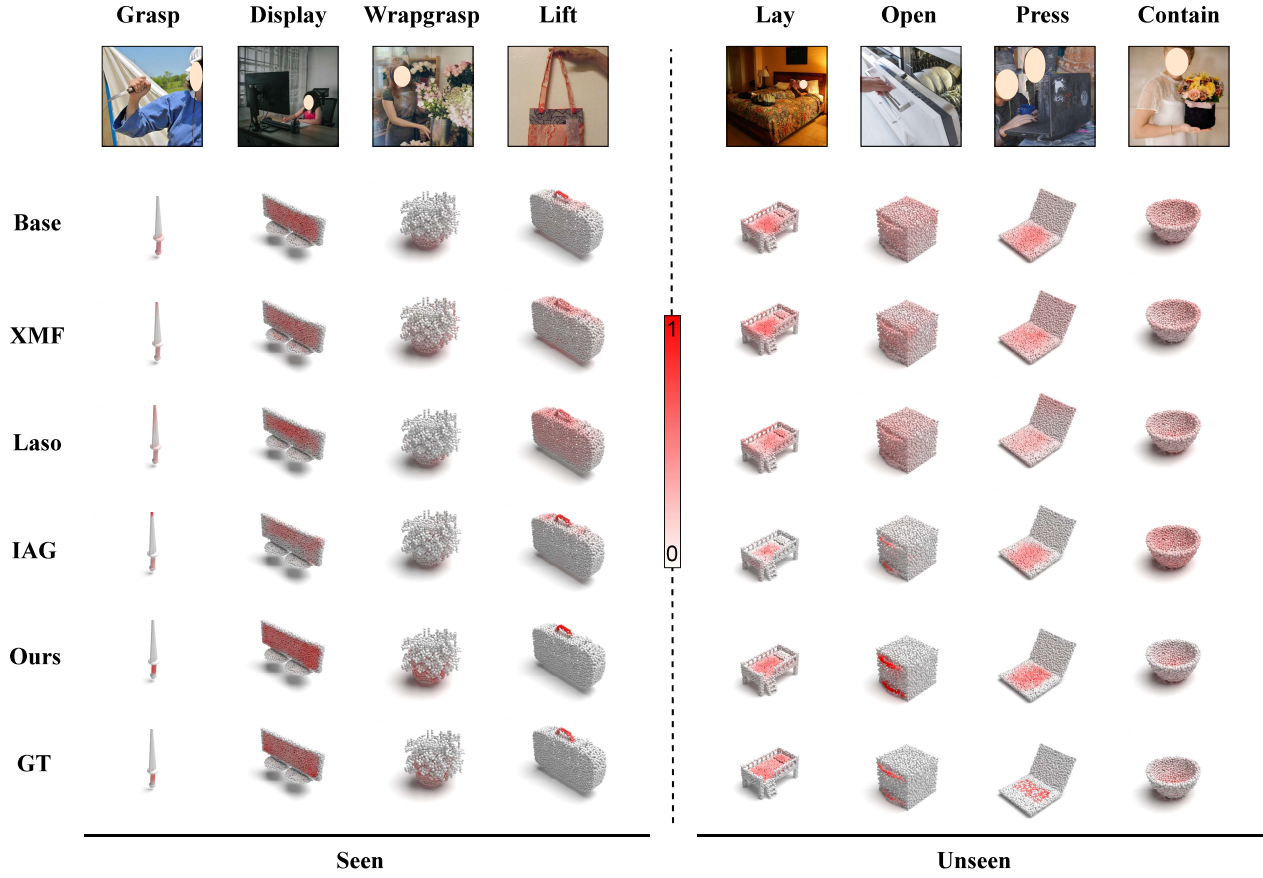 Grasp Display Wrapgrasp Lift Lay Open Press Contain
Base
XMF
1
Laso
IAG
0
Ours
GT
Seen Unseen